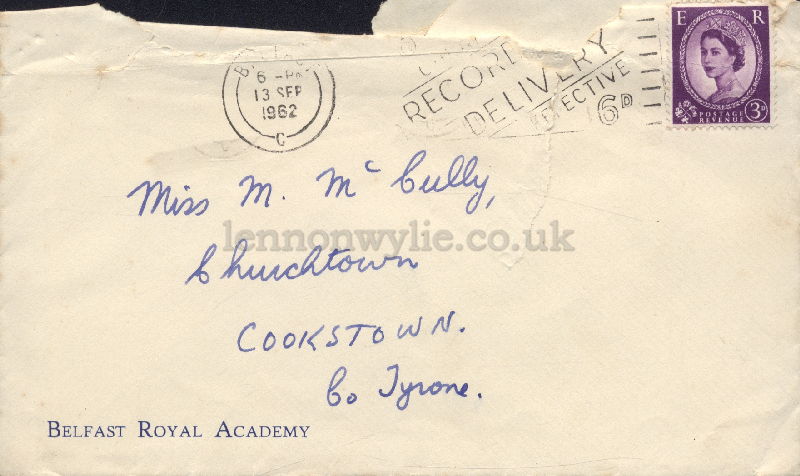 6 - PM
13 SEP
1962
C
RECORD
DELIVERY
EFFECTIVE
6D
E R
POSTAGE
REVENUE
3D
Miss M. McCully,
lennonwylie.co.uk
Churchtown
COOKSTOWN.
Co Tyrone.
BELFAST ROYAL ACADEMY